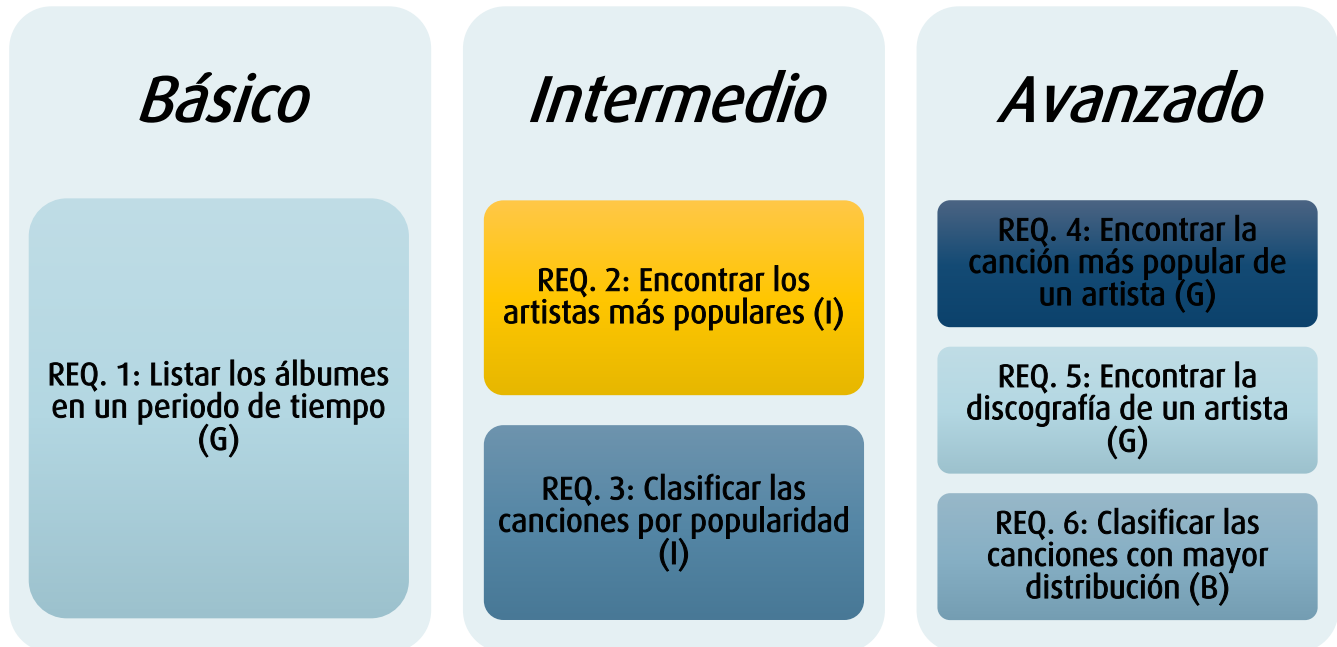 Básico
REQ. 1: Listar los álbumes
en un periodo de tiempo
(G)
Intermedio
REQ. 2: Encontrar los
artistas más populares (I)
REQ. 3: Clasificar las
canciones por popularidad
(I)
Avanzado
REQ. 4: Encontrar la
canción más popular de
un artista (G)
REQ. 5: Encontrar la
discografía de un artista
(G)
REQ. 6: Clasificar las
canciones con mayor
distribución (B)